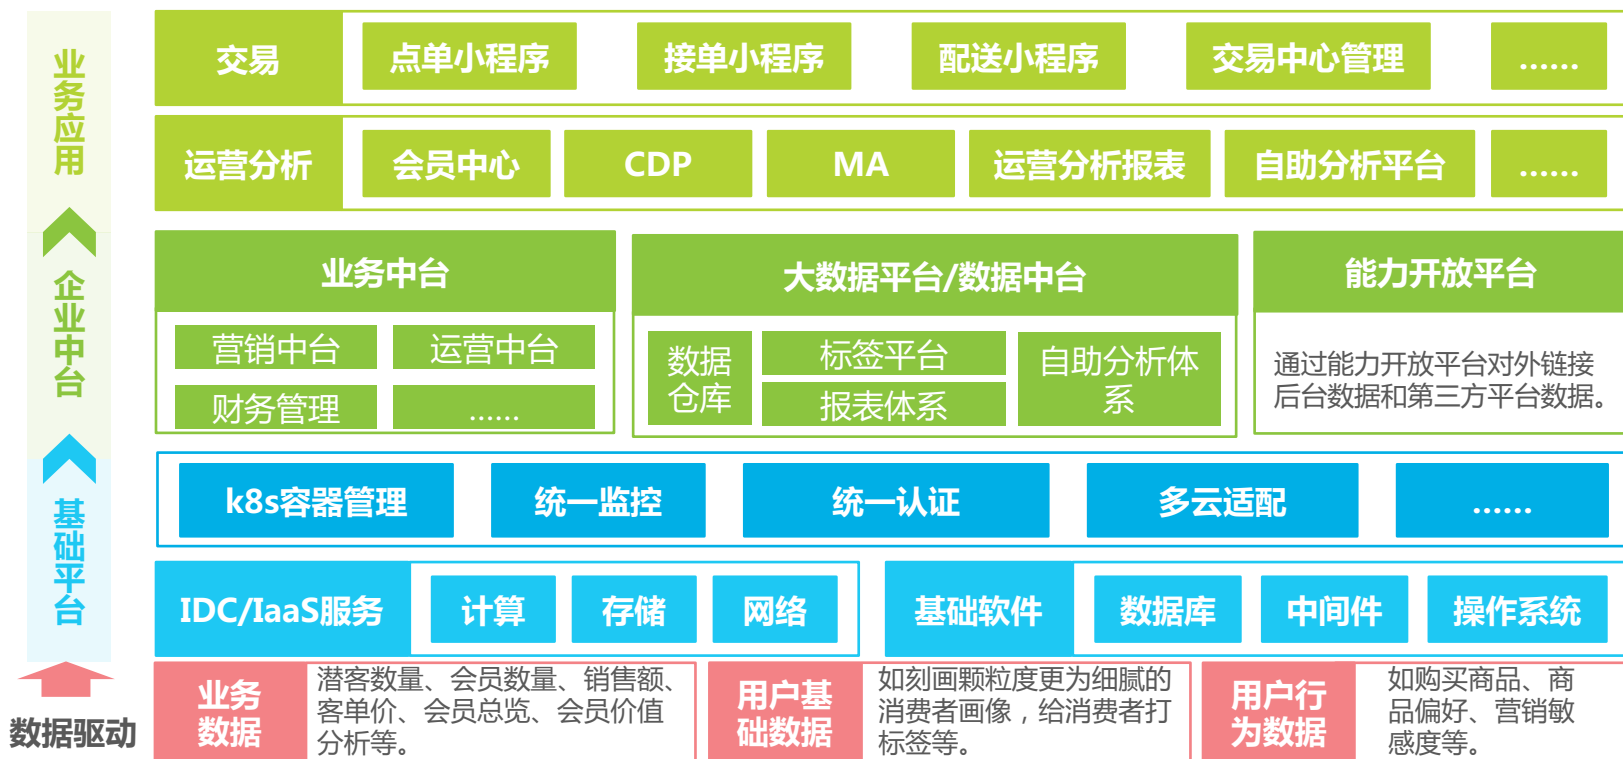 业务应用
交易
点单小程序
接单小程序
配送小程序
交易中心管理
……
运营分析
会员中心
CDP
MA
运营分析报表
自助分析平台
……
企业中台
业务中台
营销中台
运营中台
财务管理
……
大数据平台/数据中台
数据
仓库
标签平台
报表体系
自助分析体
系
能力开放平台
通过能力开放平台对外链接
后台数据和第三方平台数据。
基础平台
k8s容器管理
统一监控
统一认证
多云适配
……
IDC/IaaS服务
计算
存储
网络
基础软件
数据库
中间件
操作系统
数据驱动
业务
数据
潜客数量、会员数量、销售额、
客单价、会员总览、会员价值
分析等。
用户基
础数据
如刻画颗粒度更为细腻的
消费者画像，给消费者打
标签等。
用户行
为数据
如购买商品、商
品偏好、营销敏
感度等。